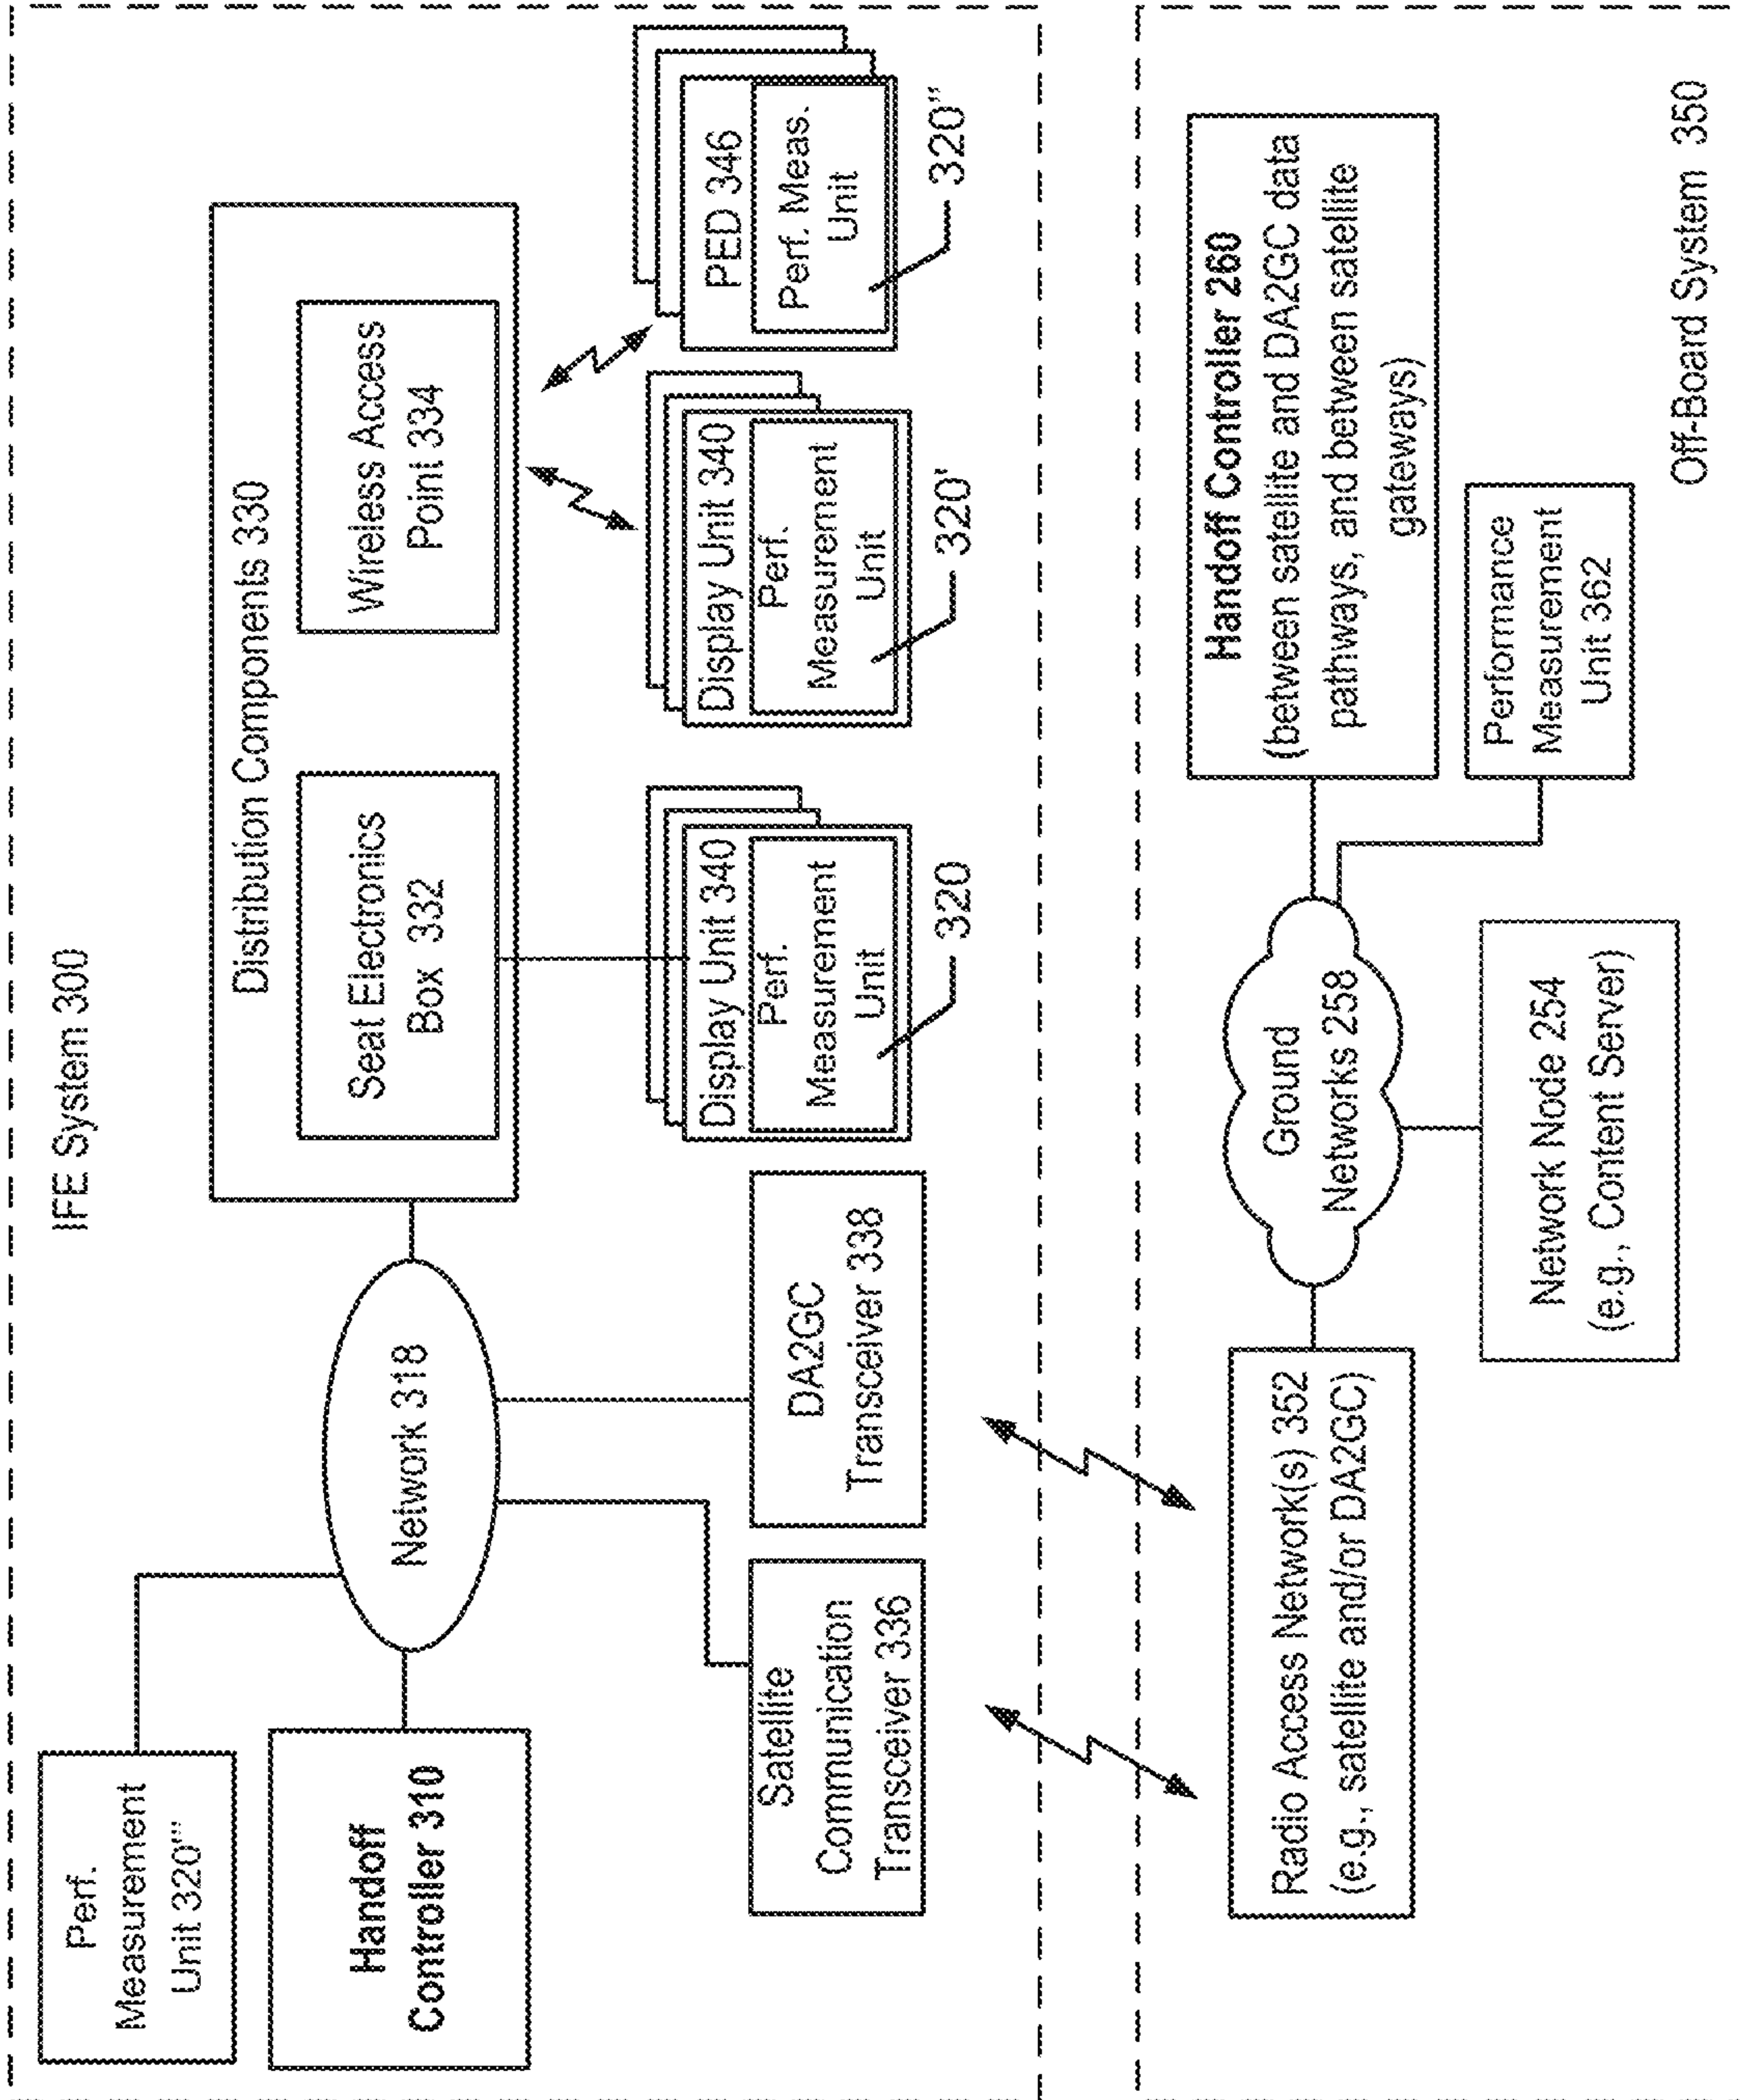 IFE System 300
Perf.
Measurement
Unit 320'''
Handoff
Controller 310
Network 318
Distribution Components 330
Seat Electronics
Box 332
Wireless Access
Point 334
Satellite
Communication
Transceiver 336
DA2GC
Transceiver 338
Display Unit 340
Perf.
Measurement
Unit
320
Display Unit 340
Perf.
Measurement
Unit
320'
PED 346
Perf. Meas.
Unit
320"
Radio Access Network(s) 352
(e.g., satellite and/or DA2GC)
Ground
Networks 258
Handoff Controller 260
(between satellite and DA2GC data
pathways, and between satellite
gateways)
Network Node 254
(e.g., Content Server)
Performance
Measurement
Unit 362
Off-Board System 350